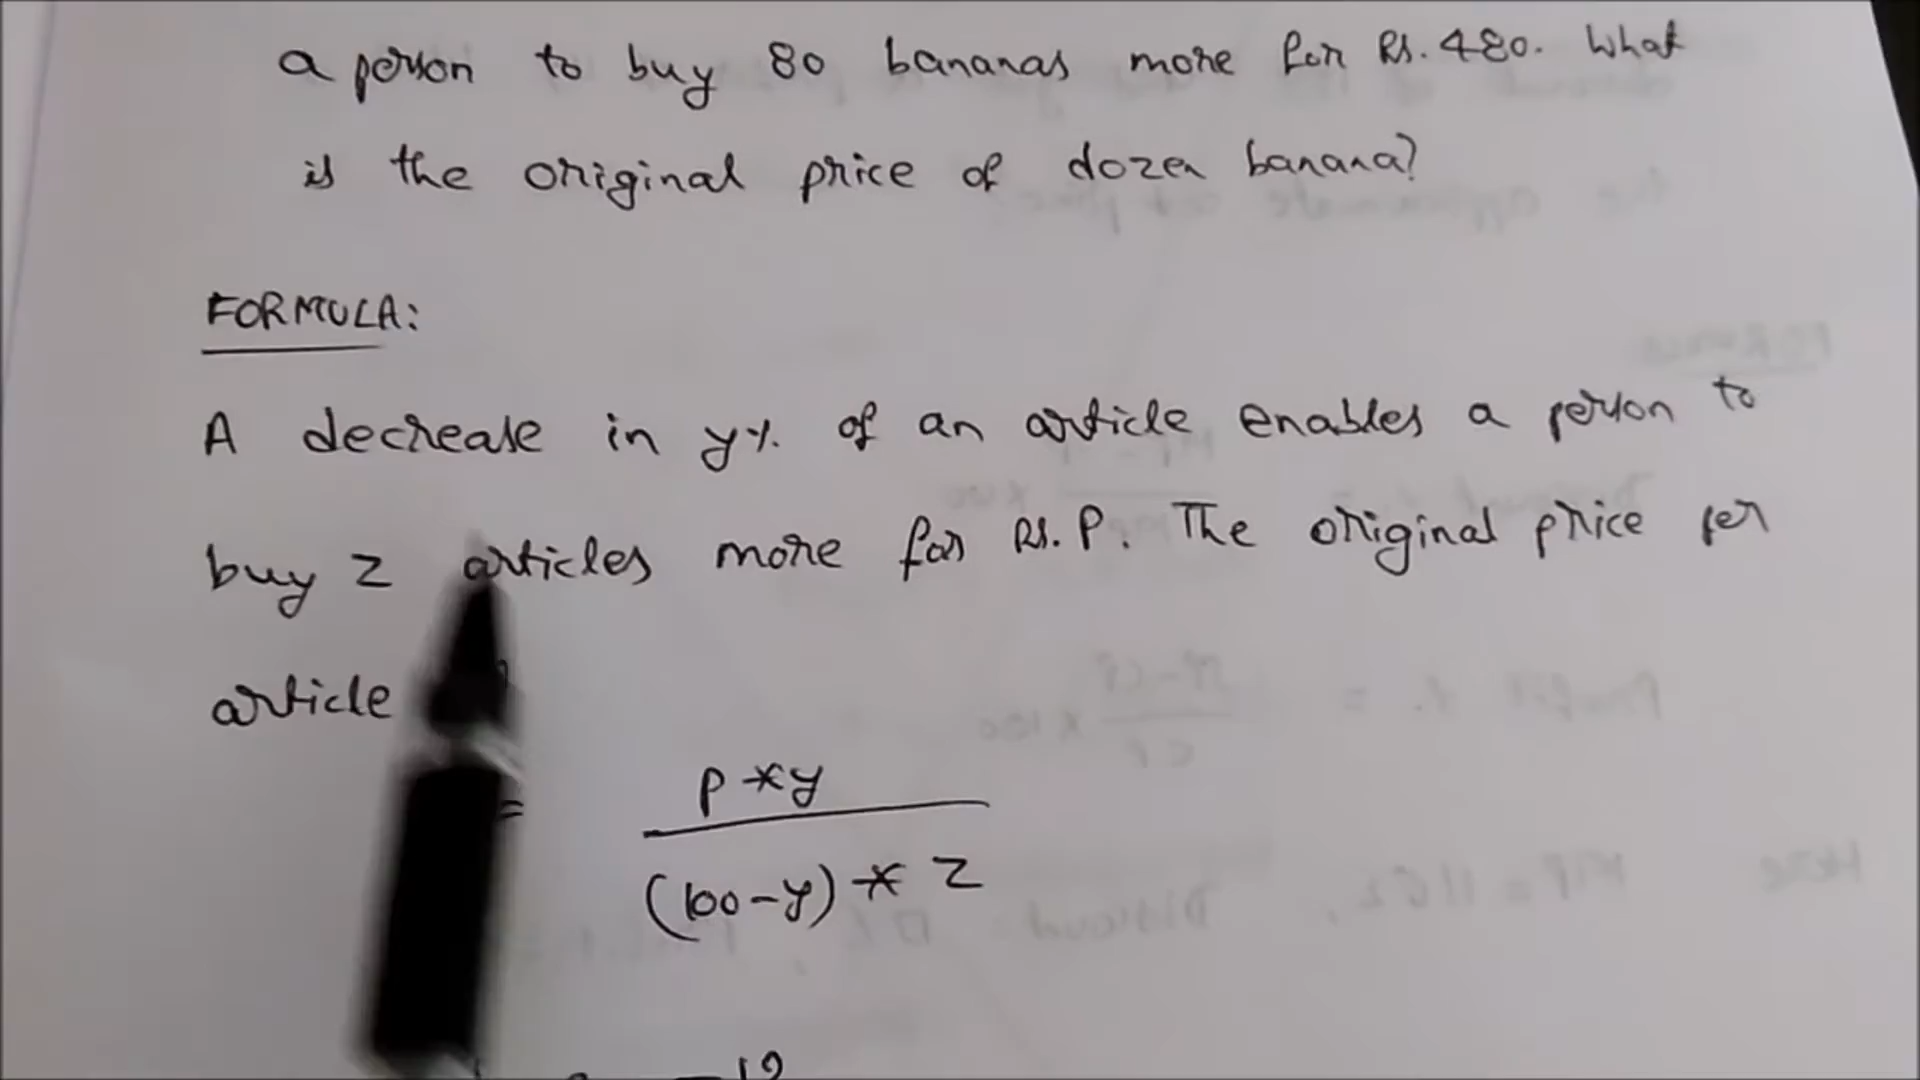 a person to buy 80 bananas more for Rs. 480. What
is the original price of dozen banana?
FORMULA:
A decrease in y% of an article enables a person to
buy z articles more for Rs. P. The original price per
article
= P * y
(100-y) * z